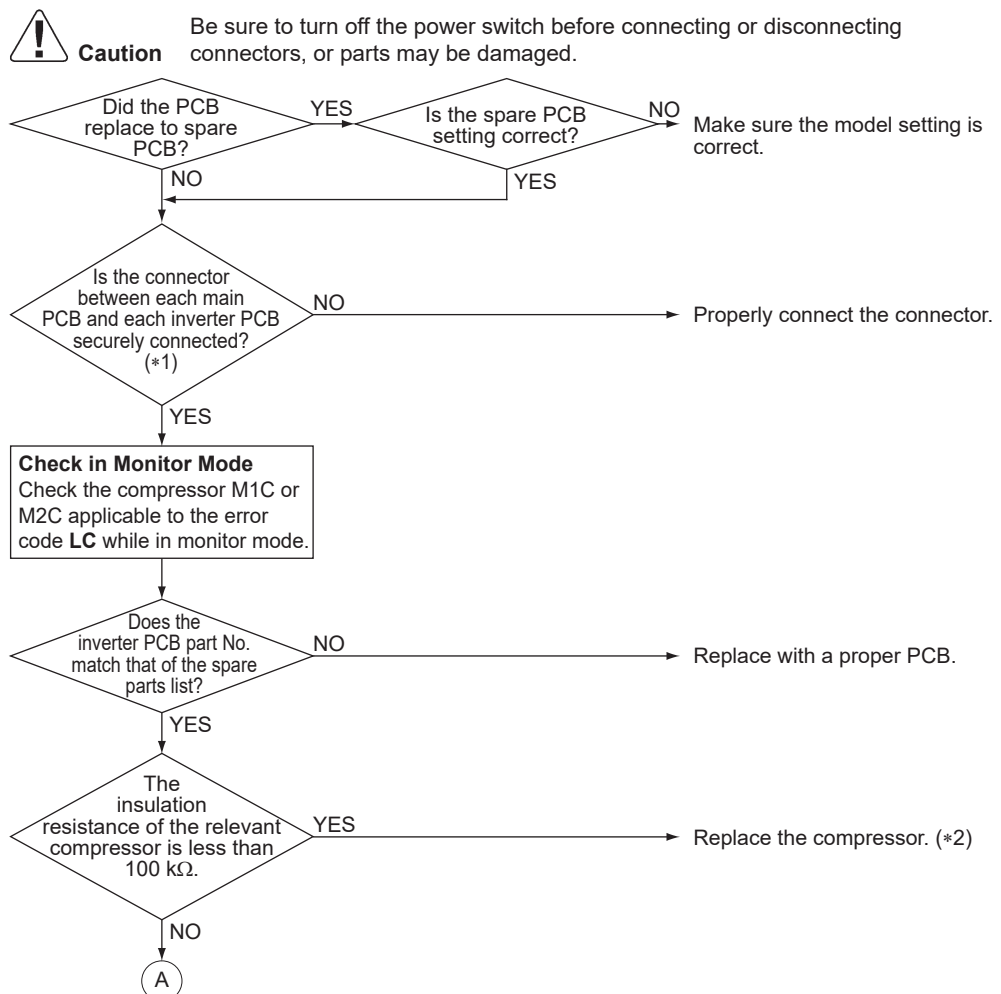 Be sure to turn off the power switch before connecting or disconnecting
Caution connectors, or parts may be damaged.
Did the PCB
replace to spare
PCB?
YES
Is the spare PCB
setting correct?
NO
Make sure the model setting is
correct.
NO
YES
Is the connector
between each main
PCB and each inverter PCB
securely connected?
(*1)
NO
Properly connect the connector.
YES
Check in Monitor Mode
Check the compressor M1C or
M2C applicable to the error
code LC while in monitor mode.
Does the
inverter PCB part No.
match that of the spare
parts list?
NO
Replace with a proper PCB.
YES
The
insulation
resistance of the relevant
compressor is less than
100 kΩ.
YES
Replace the compressor. (*2)
NO
A